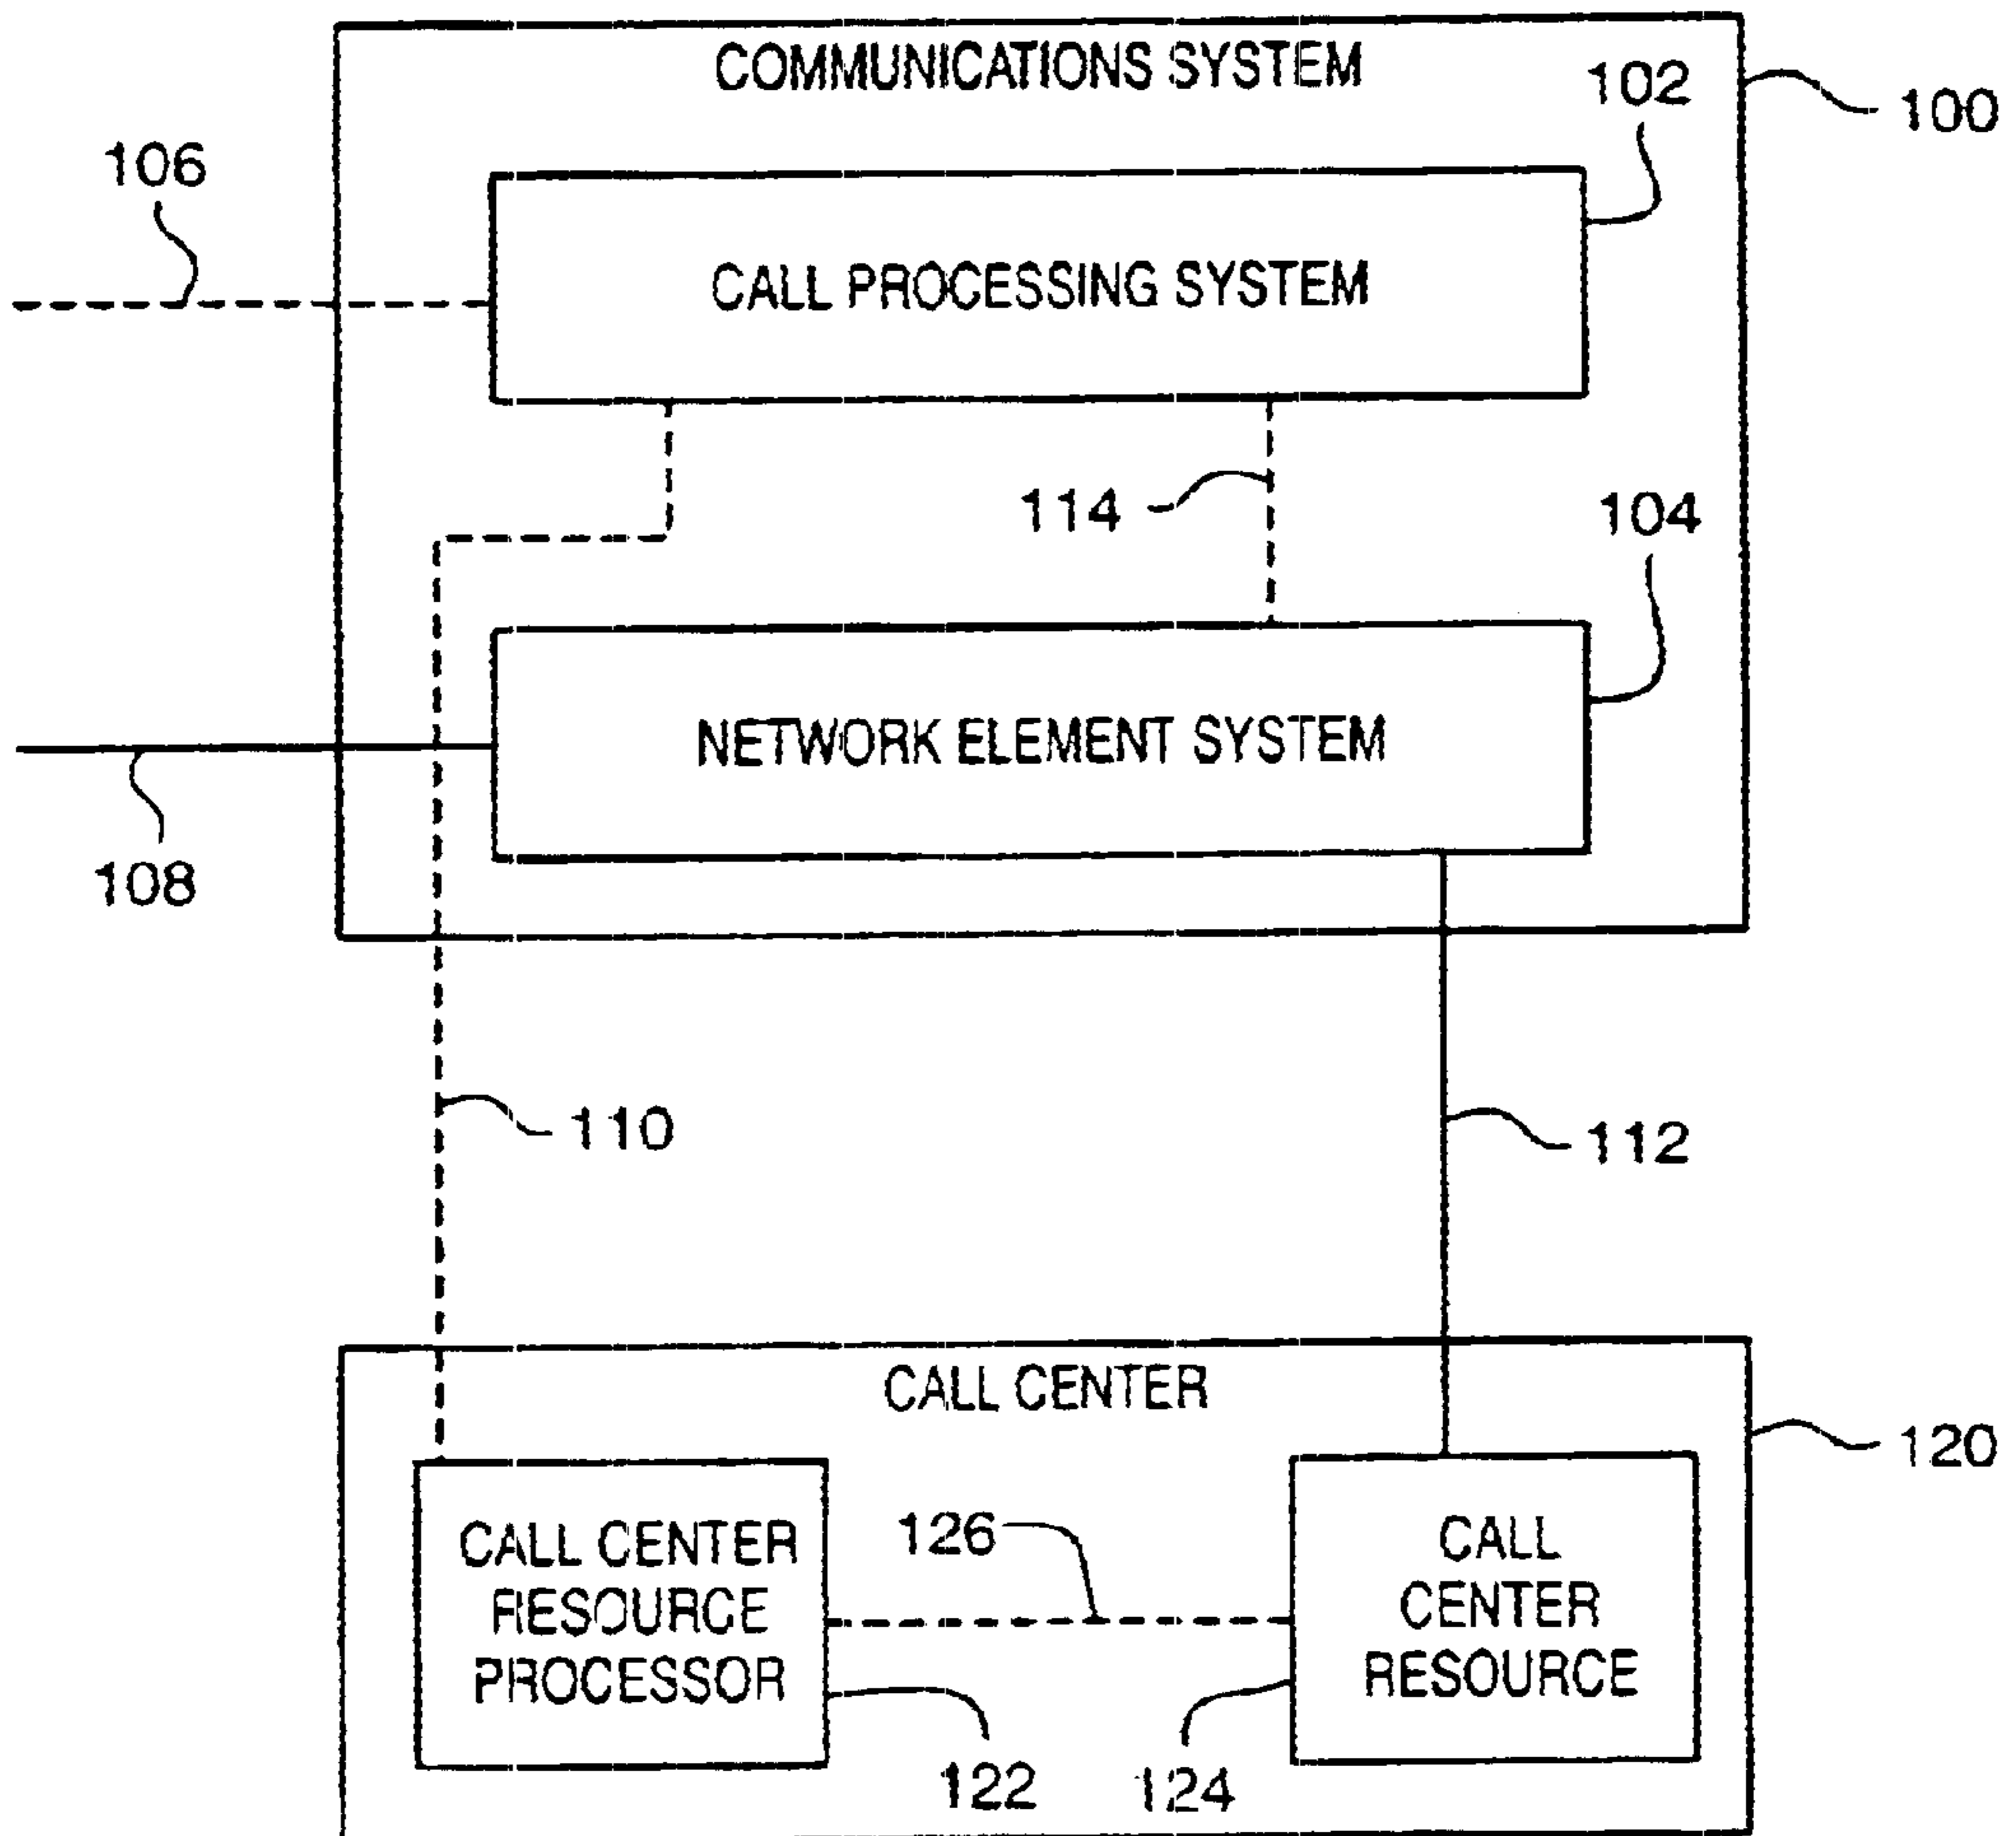 COMMUNICATIONS SYSTEM
102
100
106
CALL PROCESSING SYSTEM
114
104
NETWORK ELEMENT SYSTEM
108
110
112
CALL CENTER
120
CALL CENTER
RESOURCE
PROCESSOR
126
CALL
CENTER
RESOURCE
122
124